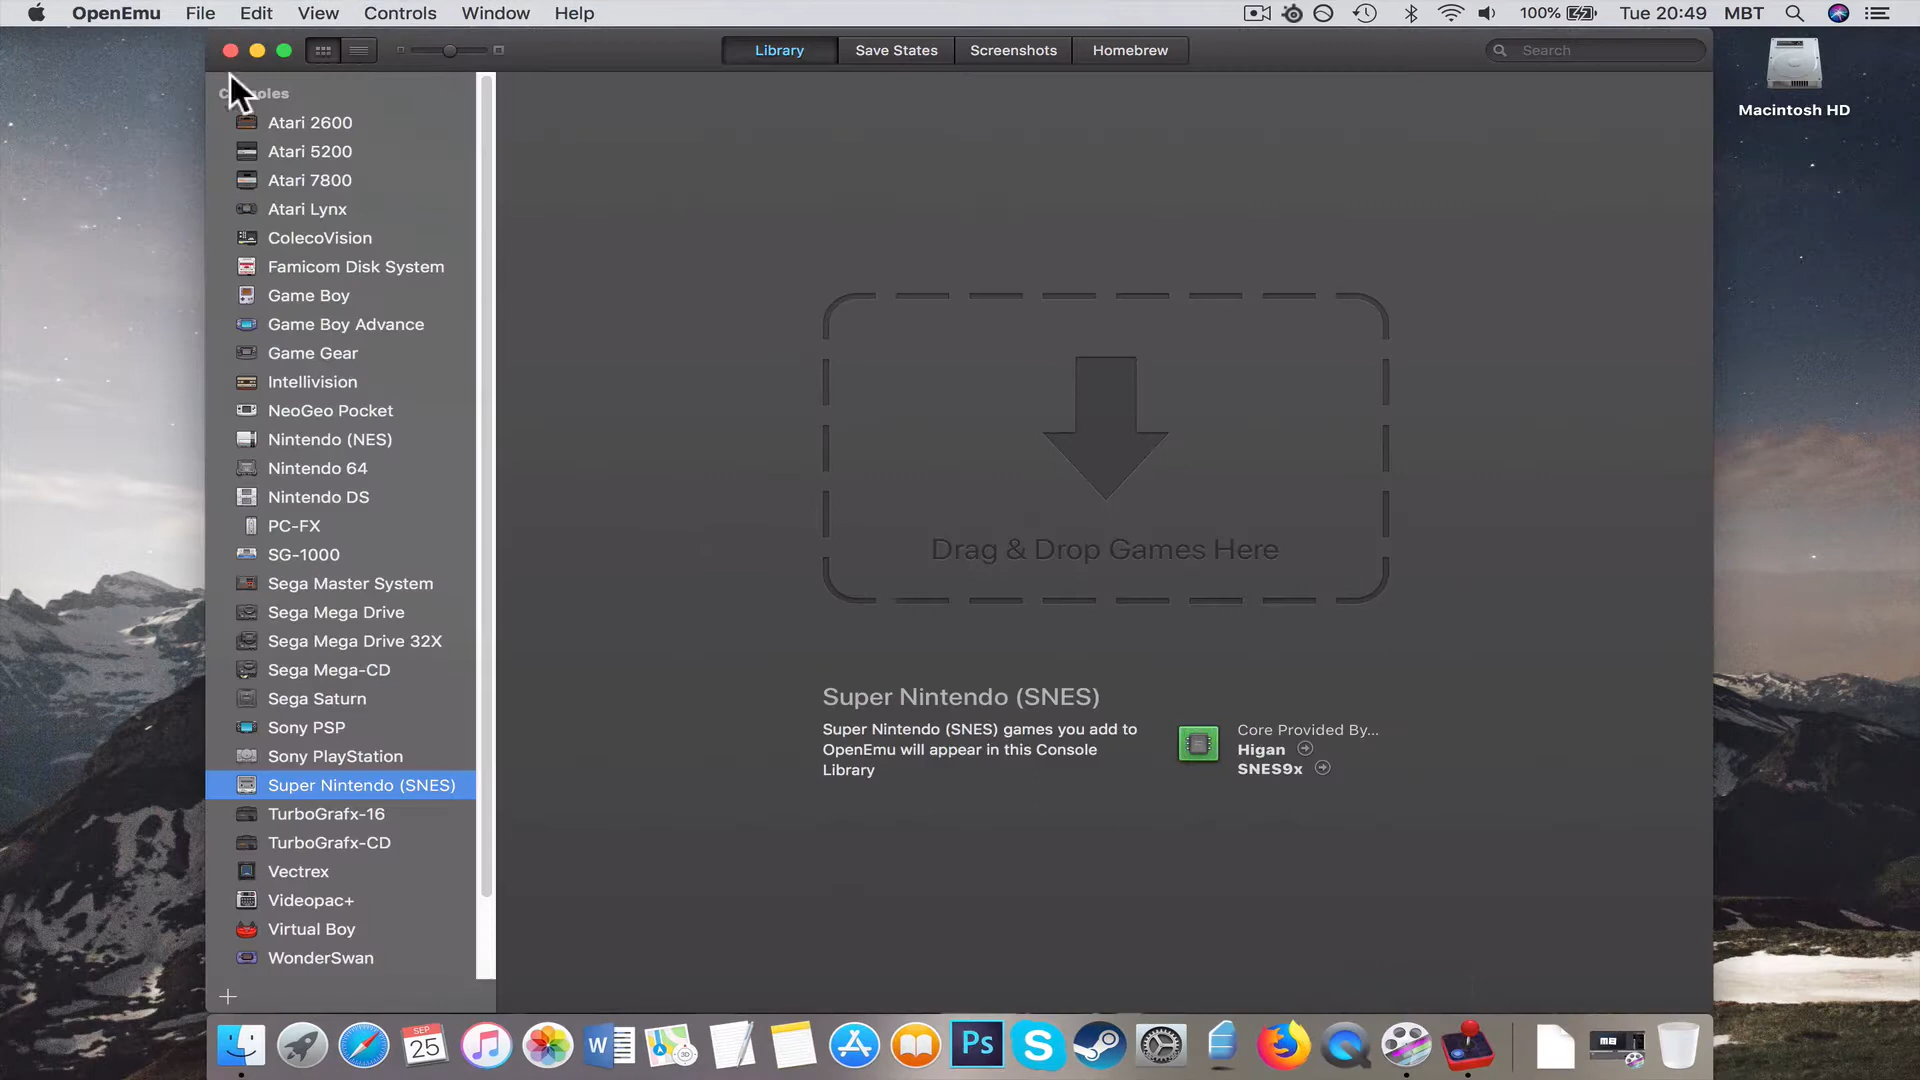 OpenEmu File Edit View Controls Window Help 100% Tue 20:49 MBT
Library Save States Screenshots Homebrew Search
Macintosh HD
Consoles
Atari 2600
Atari 5200
Atari 7800
Atari Lynx
ColecoVision
Famicom Disk System
Game Boy
Game Boy Advance
Game Gear
Intellivision
NeoGeo Pocket
Nintendo (NES)
Nintendo 64
Nintendo DS
PC-FX
SG-1000
Sega Master System
Sega Mega Drive
Sega Mega Drive 32X
Sega Mega-CD
Sega Saturn
Sony PSP
Sony PlayStation
Super Nintendo (SNES)
TurboGrafx-16
TurboGrafx-CD
Vectrex
Videopac+
Virtual Boy
WonderSwan
Drag & Drop Games Here
Super Nintendo (SNES)
Super Nintendo (SNES) games you add to
OpenEmu will appear in this Console
Library
Core Provided By...
Higan
SNES9x
SEP
25
W
3D
Ps
S